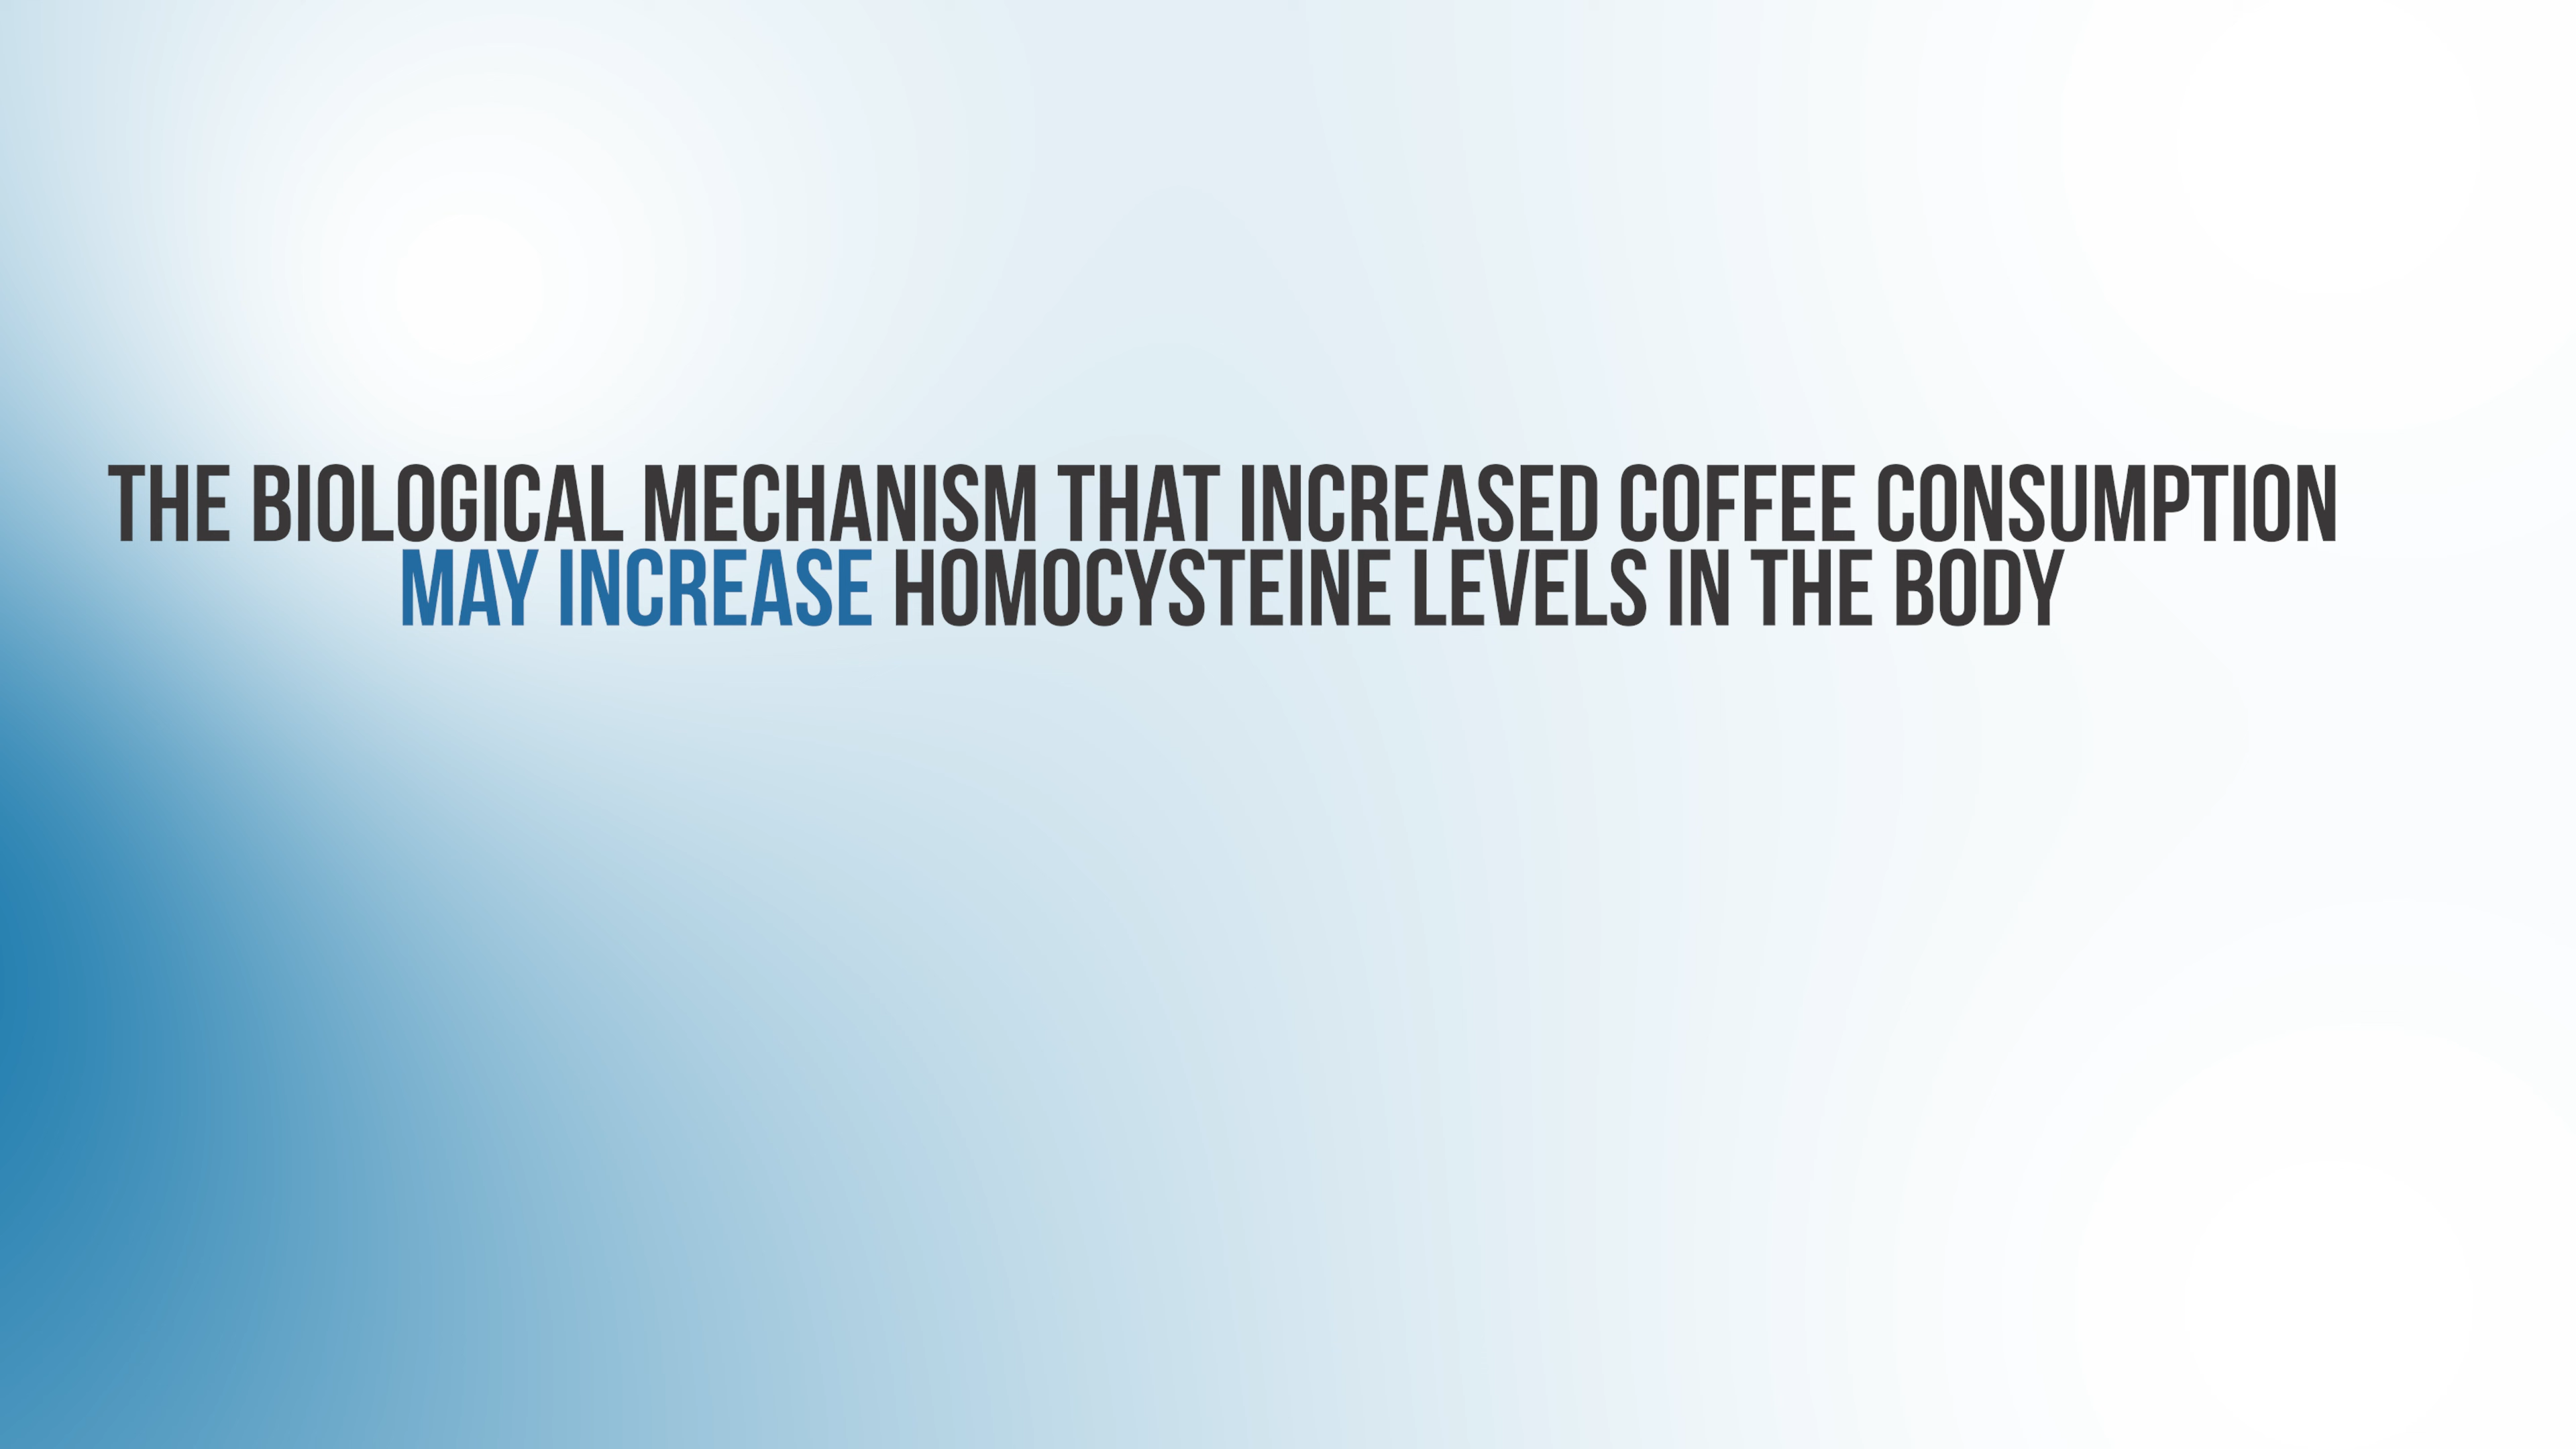 THE BIOLOGICAL MECHANISM THAT INCREASED COFFEE CONSUMPTION
MAY INCREASE HOMOCYSTEINE LEVELS IN THE BODY